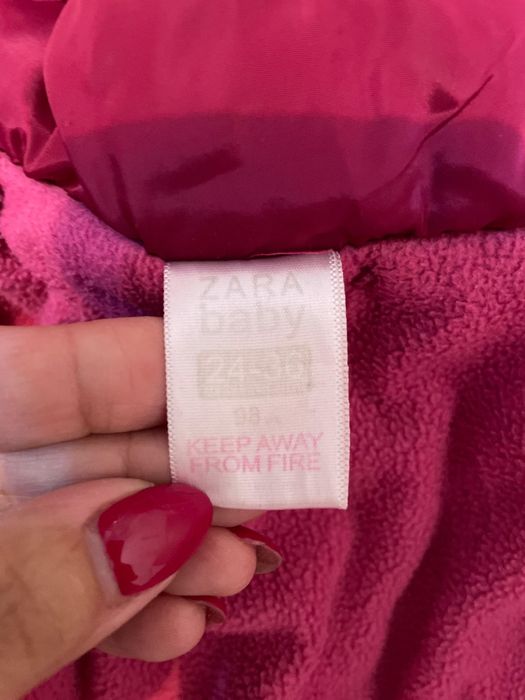 ZARA
baby
24-36
98
KEEP AWAY
FROM FIRE